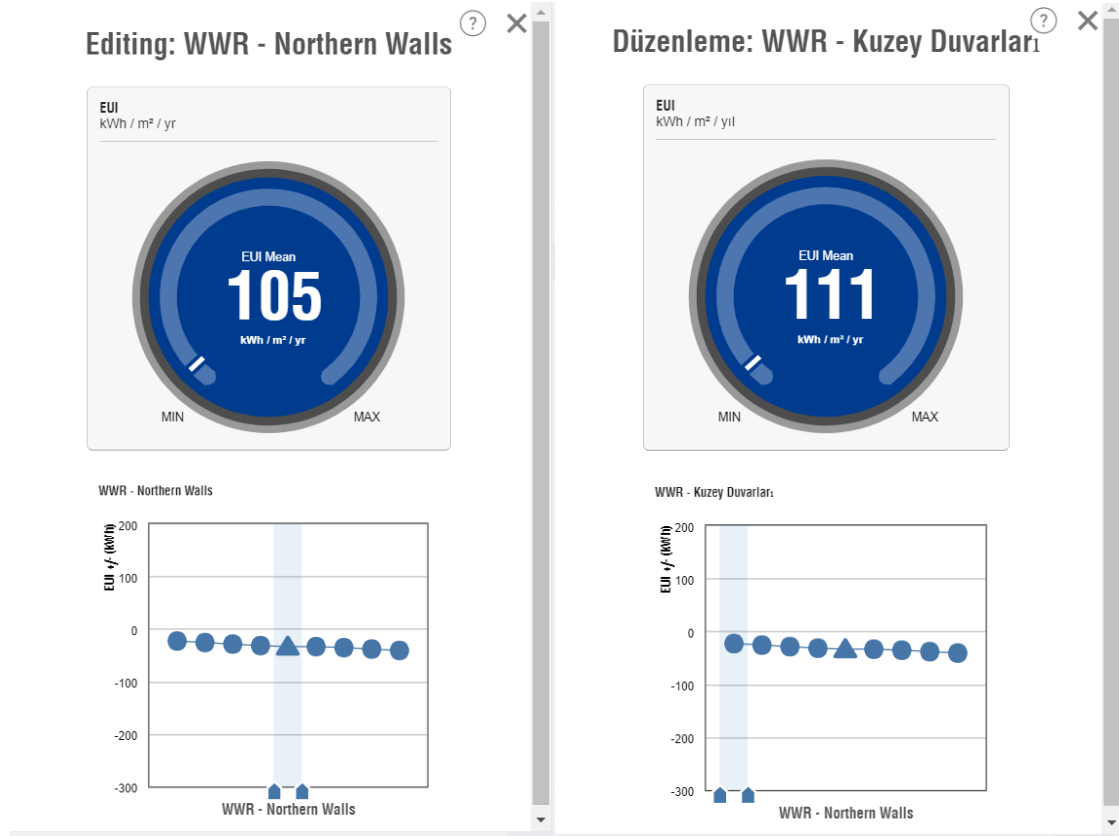 Editing: WWR - Northern Walls
?
EUI
kWh / m² / yr
EUI Mean
105
kWh / m² / yr
MIN
MAX
WWR - Northern Walls
EUI +/- (kWh)
200
100
0
-100
-200
-300
WWR - Northern Walls
Düzenleme: WWR - Kuzey Duvarları
?
EUI
kWh / m² / yıl
EUI Mean
111
kWh / m² / yr
MIN
MAX
WWR - Kuzey Duvarları
EUI +/- (kWh)
200
100
0
-100
-200
-300
WWR - Northern Walls